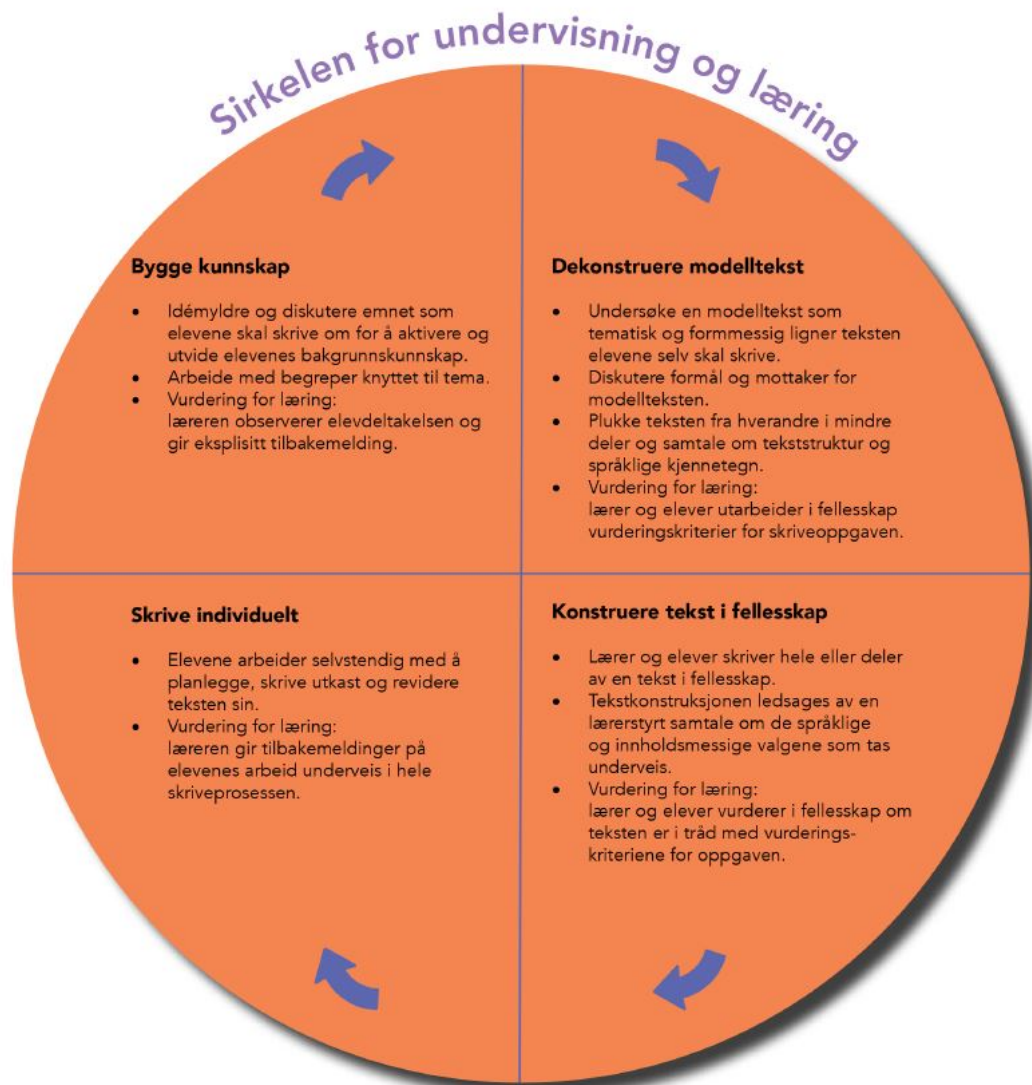 Sirkelen for undervisning og læring
Bygge kunnskap
• Idémyldre og diskutere emnet som
elevene skal skrive om for å aktivere og
utvide elevenes bakgrunnskunnskap.
• Arbeide med begreper knyttet til tema.
• Vurdering for læring:
læreren observerer elevdeltakelsen og
gir eksplisitt tilbakemelding.
Dekonstruere modelltekst
• Undersøke en modelltekst som
tematisk og formmessig ligner teksten
elevene selv skal skrive.
• Diskutere formål og mottaker for
modellteksten.
• Plukke teksten fra hverandre i mindre
deler og samtale om tekststruktur og
språklige kjennetegn.
• Vurdering for læring:
lærer og elever utarbeider i fellesskap
vurderingskriterier for skriveoppgaven.
Skrive individuelt
• Elevene arbeider selvstendig med å
planlegge, skrive utkast og revidere
teksten sin.
• Vurdering for læring:
læreren gir tilbakemeldinger på
elevenes arbeid underveis i hele
skriveprosessen.
Konstruere tekst i fellesskap
• Lærer og elever skriver hele eller deler
av en tekst i fellesskap.
• Tekstkonstruksjonen ledsages av en
lærerstyrt samtale om de språklige
og innholdsmessige valgene som tas
underveis.
• Vurdering for læring:
lærer og elever vurderer i fellesskap om
teksten er i tråd med vurderings-
kriteriene for oppgaven.